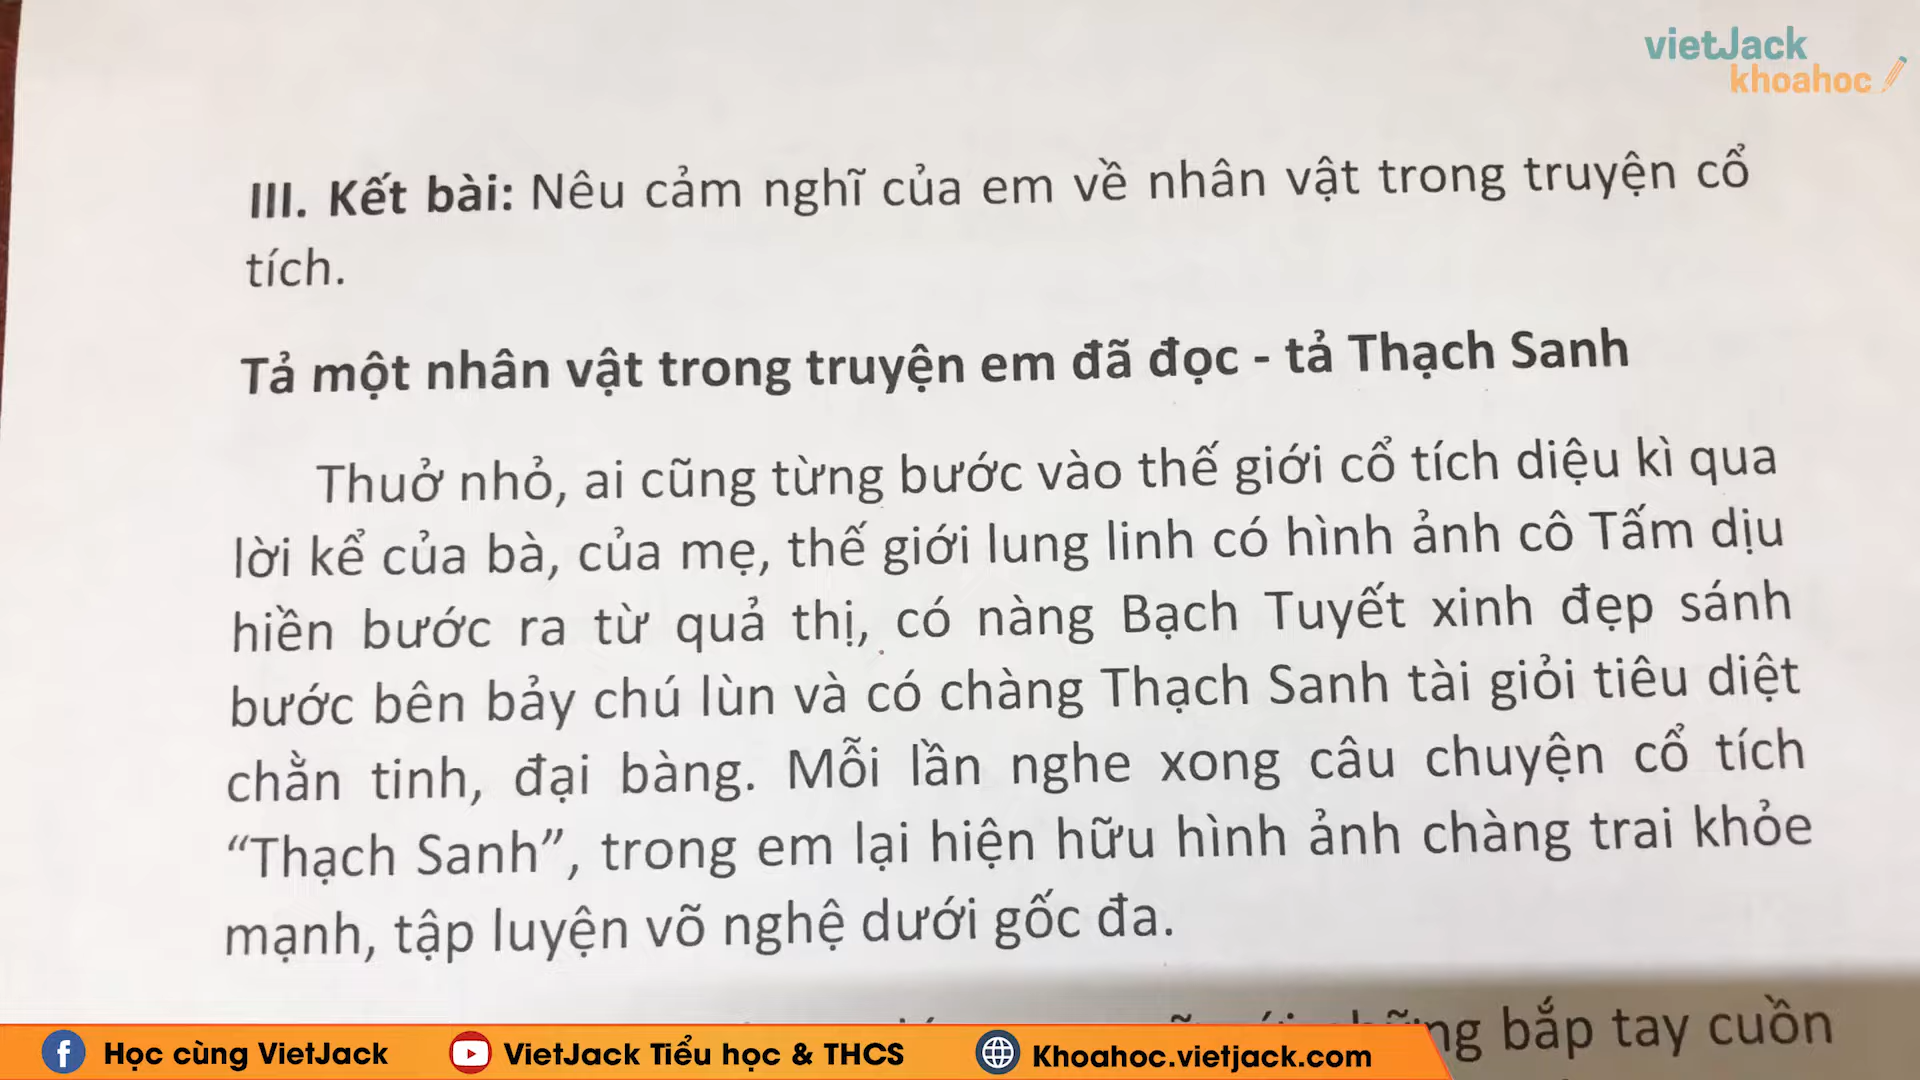 vietJack
khoahoc
III. Kết bài: Nêu cảm nghĩ của em về nhân vật trong truyện cổ
tích.
Tả một nhân vật trong truyện em đã đọc - tả Thạch Sanh
Thuở nhỏ, ai cũng từng bước vào thế giới cổ tích diệu kì qua
lời kể của bà, của mẹ, thế giới lung linh có hình ảnh cô Tấm dịu
hiền bước ra từ quả thị, có nàng Bạch Tuyết xinh đẹp sánh
bước bên bảy chú lùn và có chàng Thạch Sanh tài giỏi tiêu diệt
chằn tinh, đại bàng. Mỗi lần nghe xong câu chuyện cổ tích
“Thạch Sanh”, trong em lại hiện hữu hình ảnh chàng trai khỏe
mạnh, tập luyện võ nghệ dưới gốc đa.
bắp tay cuồn
Học cùng VietJack
VietJack Tiểu học & THCS
Khoahoc.vietjack.com